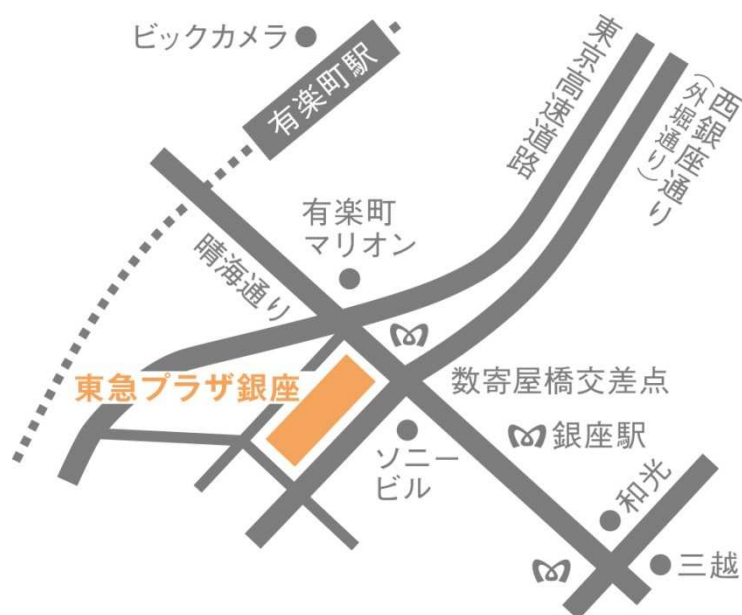 ビックカメラ
有楽町駅
東京高速道路
西銀座通り
(外堀通り)
有楽町
マリオン
晴海通り
東急プラザ銀座
数寄屋橋交差点
銀座駅
ソニー
ビル
和光
三越